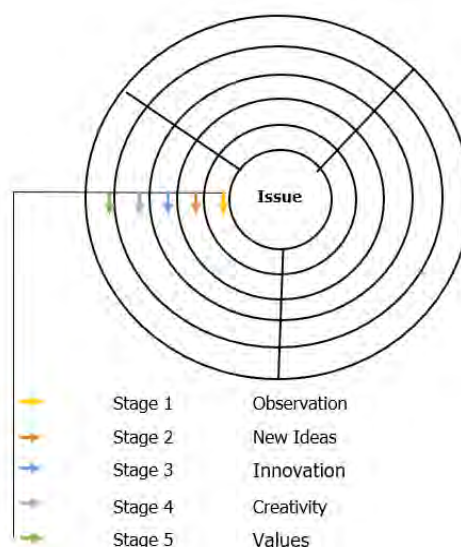 Issue
Stage 1 Observation
Stage 2 New Ideas
Stage 3 Innovation
Stage 4 Creativity
Stage 5 Values